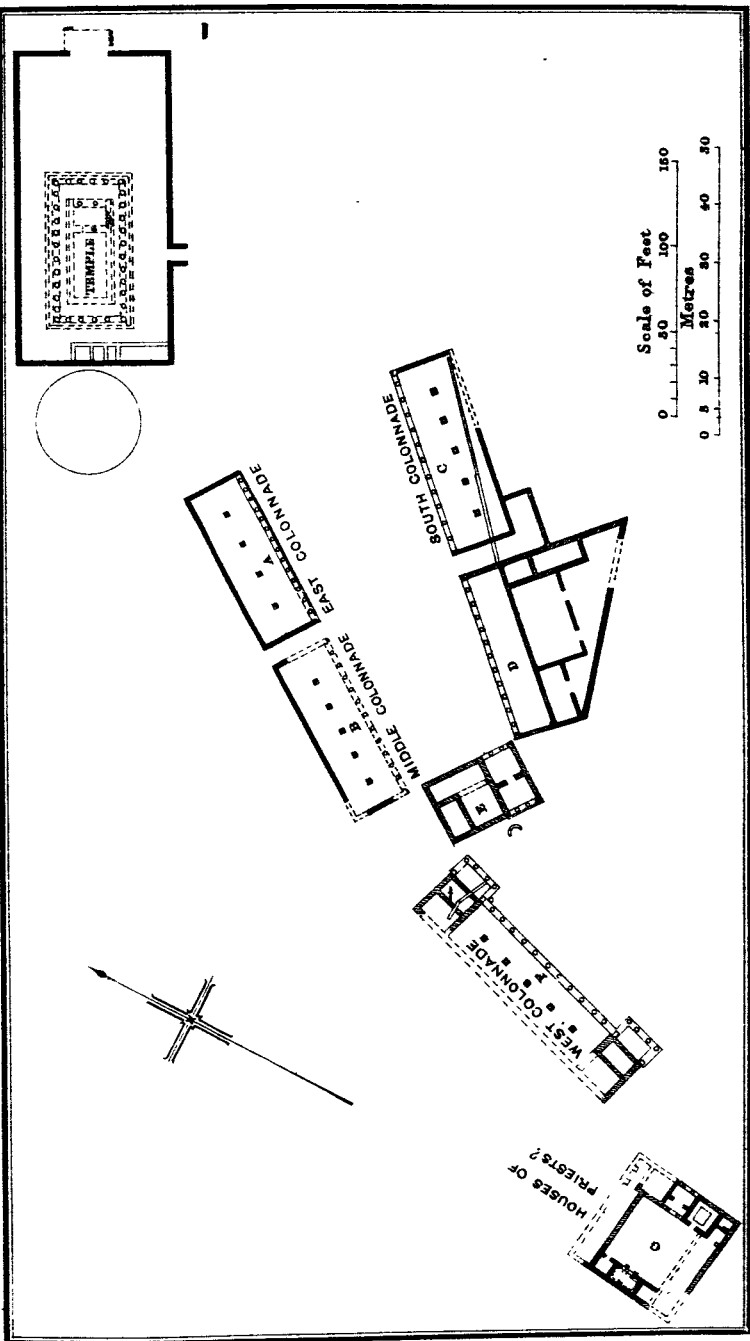 TEMPLE
EAST COLONNADE
A
MIDDLE COLONNADE
B
SOUTH COLONNADE
C
D
E
WEST COLONNADE
F
HOUSES OF
PRIESTS?
G
N
Scale of Feet
0 50 100 150
Metres
0 5 10 20 30 40 50